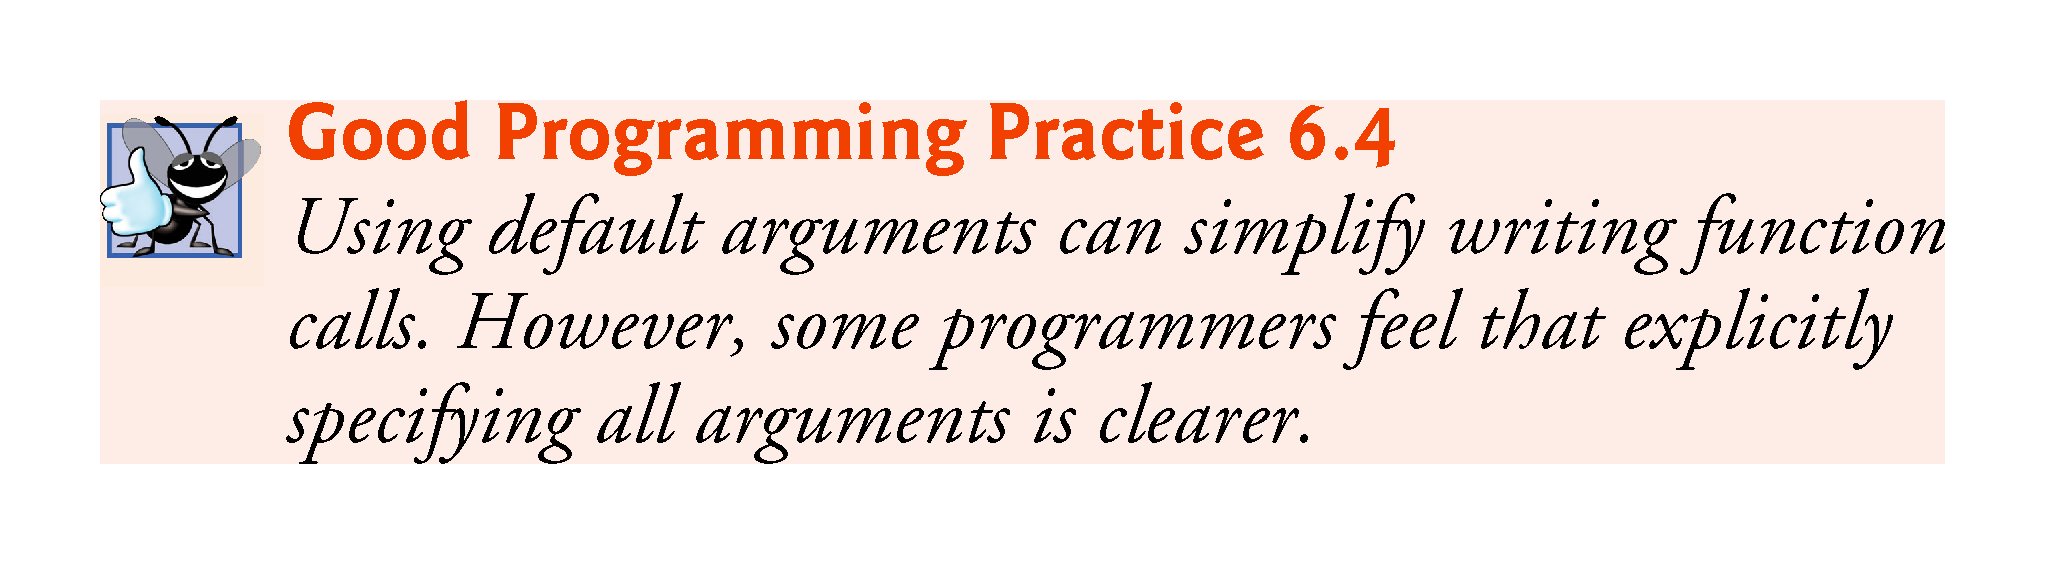 Good Programming Practice 6.4
Using default arguments can simplify writing function
calls. However, some programmers feel that explicitly
specifying all arguments is clearer.